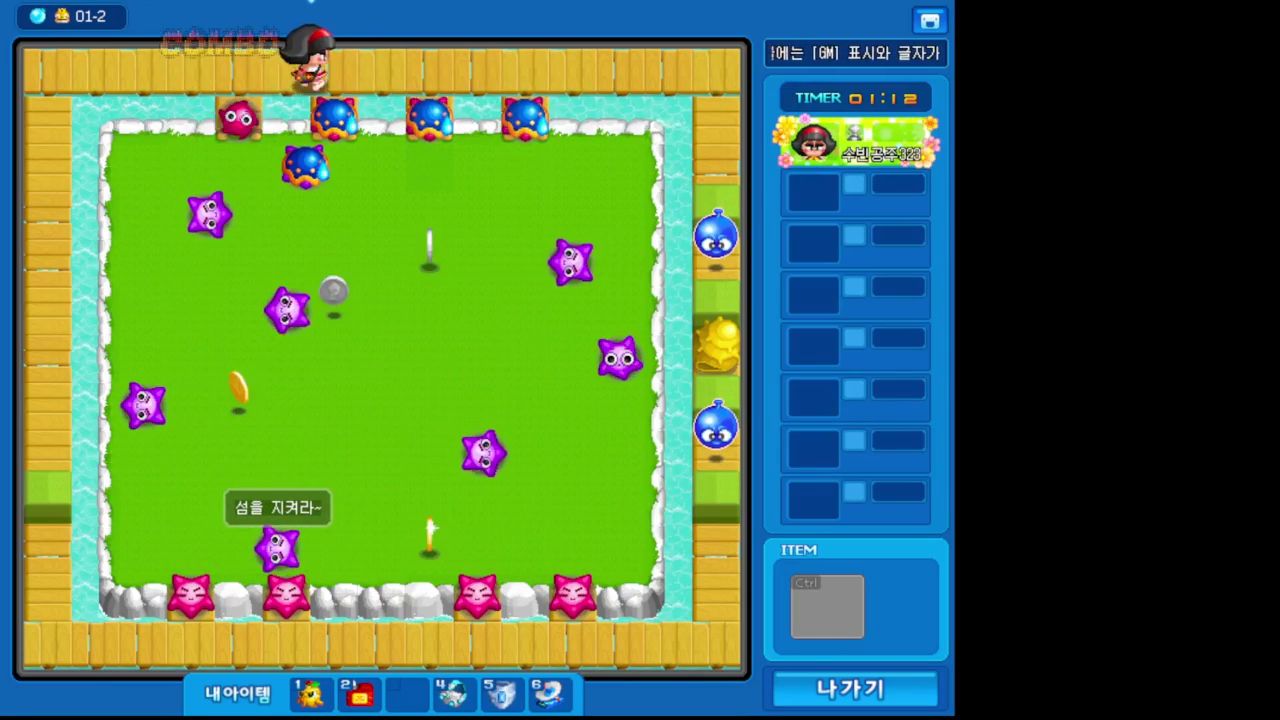 01-2
COMBO
에는 [GM] 표시와 글자가
TIMER 01:12
수빈공주323
섬을 지켜라~
ITEM
Ctrl
내아이템
1
2
4
5
6
나가기